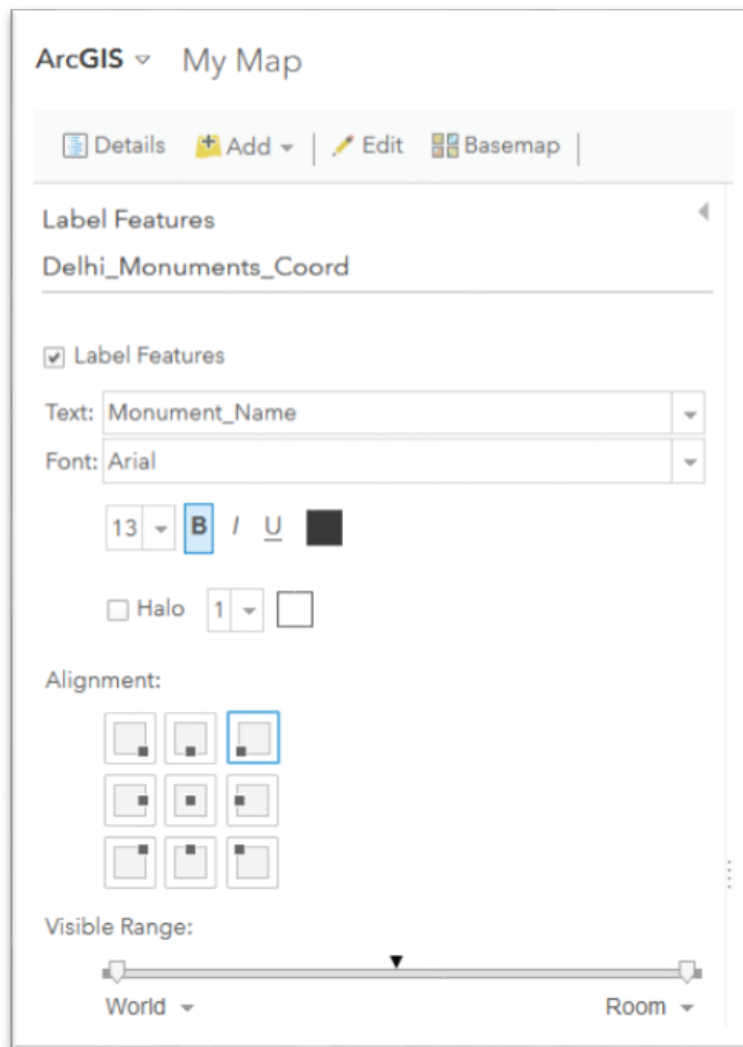 ArcGIS My Map
Details Add Edit Basemap
Label Features
Delhi_Monuments_Coord
Label Features
Text: Monument_Name
Font: Arial
13 B I U
Halo 1
Alignment:
Visible Range:
World Room